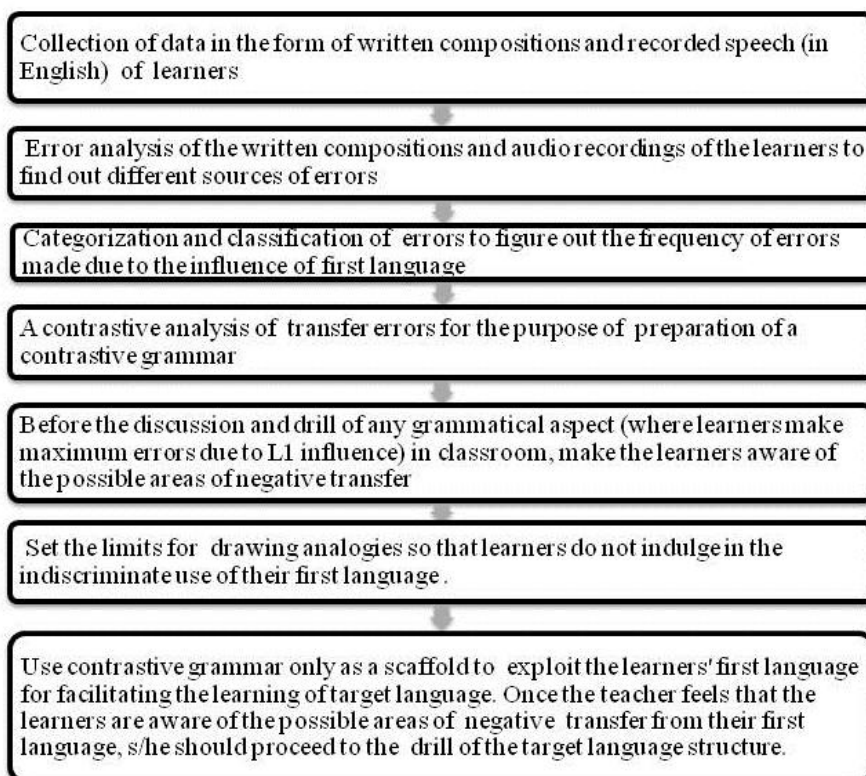 Collection of data in the form of written compositions and recorded speech (in
English) of learners
Error analysis of the written compositions and audio recordings of the learners to
find out different sources of errors
Categorization and classification of errors to figure out the frequency of errors
made due to the influence of first language
A contrastive analysis of transfer errors for the purpose of preparation of a
contrastive grammar
Before the discussion and drill of any grammatical aspect (where learners make
maximum errors due to L1 influence) in classroom, make the learners aware of
the possible areas of negative transfer
Set the limits for drawing analogies so that learners do not indulge in the
indiscriminate use of their first language.
Use contrastive grammar only as a scaffold to exploit the learners' first language
for facilitating the learning of target language. Once the teacher feels that the
learners are aware of the possible areas of negative transfer from their first
language, s/he should proceed to the drill of the target language structure.